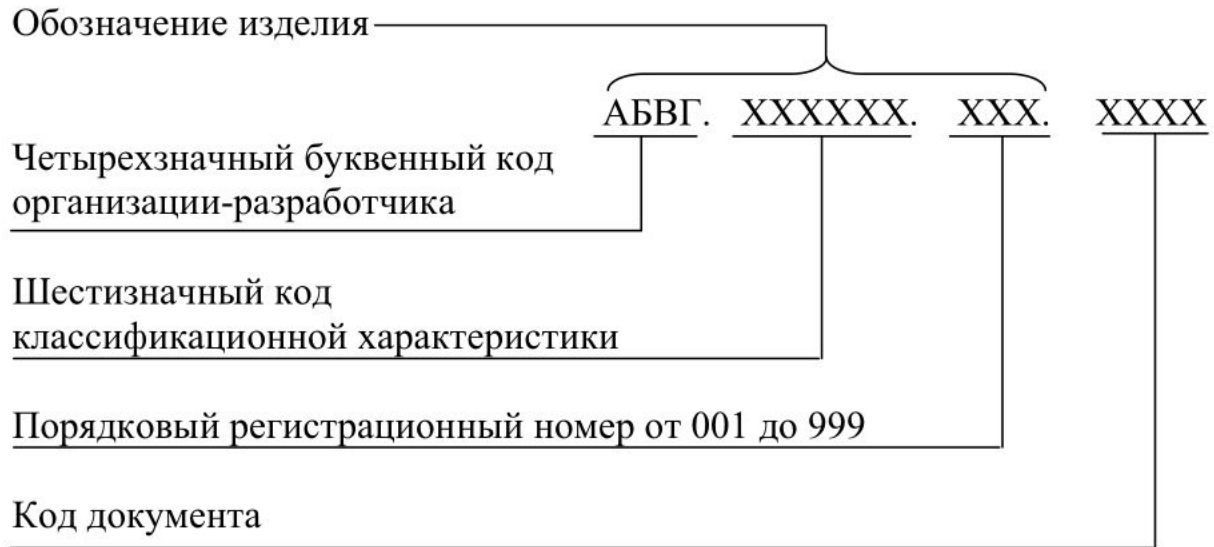 Обозначение изделия
АБВГ. XXXXXX. XXX. XXXX
Четырехзначный буквенный код
организации-разработчика
Шестизначный код
классификационной характеристики
Порядковый регистрационный номер от 001 до 999
Код документа